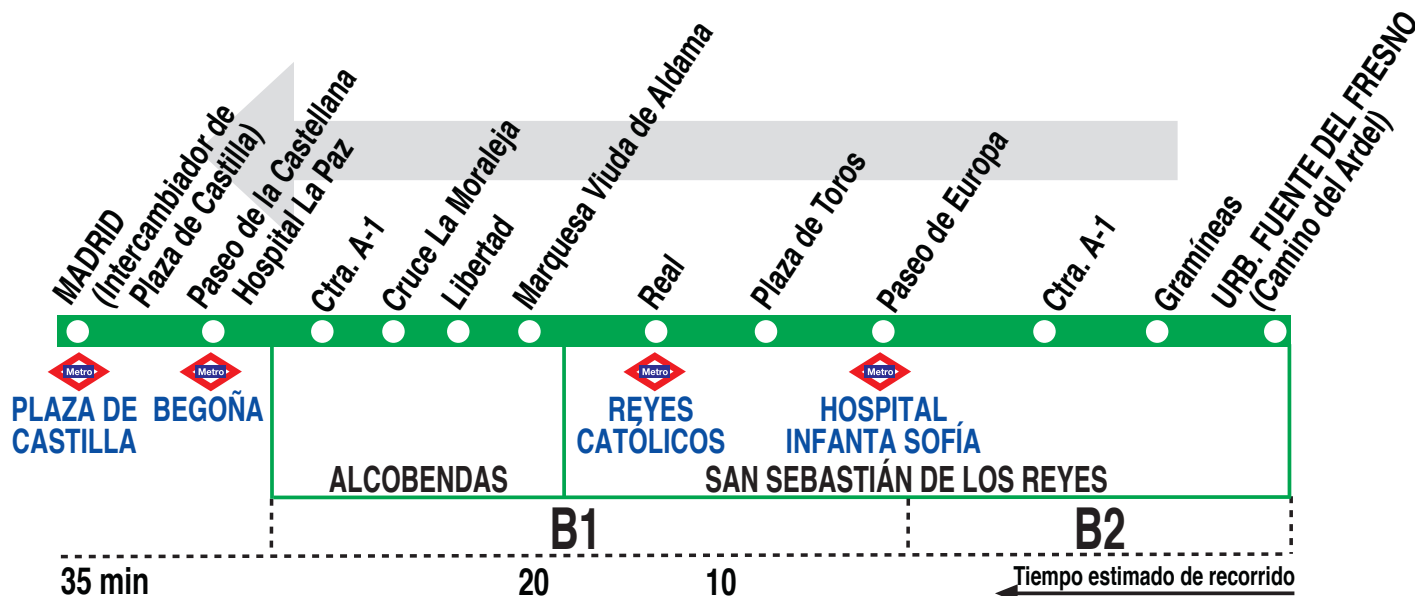 MADRID
(Intercambiador de
Plaza de Castilla)
Paseo de la Castellana
Hospital La Paz
Ctra. A-1
Cruce La Moraleja
Libertad
Marquesa Viuda de Aldama
Real
Plaza de Toros
Paseo de Europa
Ctra. A-1
Gramíneas
URB. FUENTE DEL FRESNO
(Camino del Ardel)
Metro
Metro
Metro
Metro
PLAZA DE
CASTILLA
BEGOÑA
REYES
CATÓLICOS
HOSPITAL
INFANTA SOFÍA
ALCOBENDAS
SAN SEBASTIÁN DE LOS REYES
B1
B2
35 min
20
10
Tiempo estimado de recorrido